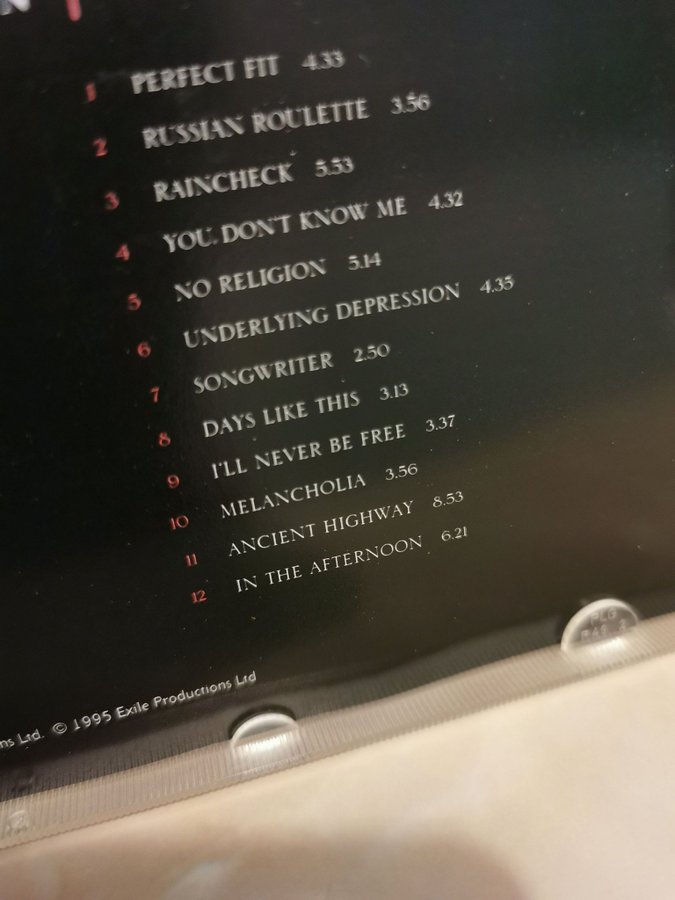 1 PERFECT FIT 4.33
2 RUSSIAN ROULETTE 3.56
3 RAINCHECK 5.53
4 YOU DON'T KNOW ME 4.32
5 NO RELIGION 5.14
6 UNDERLYING DEPRESSION 4.35
7 SONGWRITER 2.50
8 DAYS LIKE THIS 3.13
9 I'LL NEVER BE FREE 3.37
10 MELANCHOLIA 3.56
11 ANCIENT HIGHWAY 8.53
12 IN THE AFTERNOON 6.21
Ltd. © 1995 Exile Productions Ltd